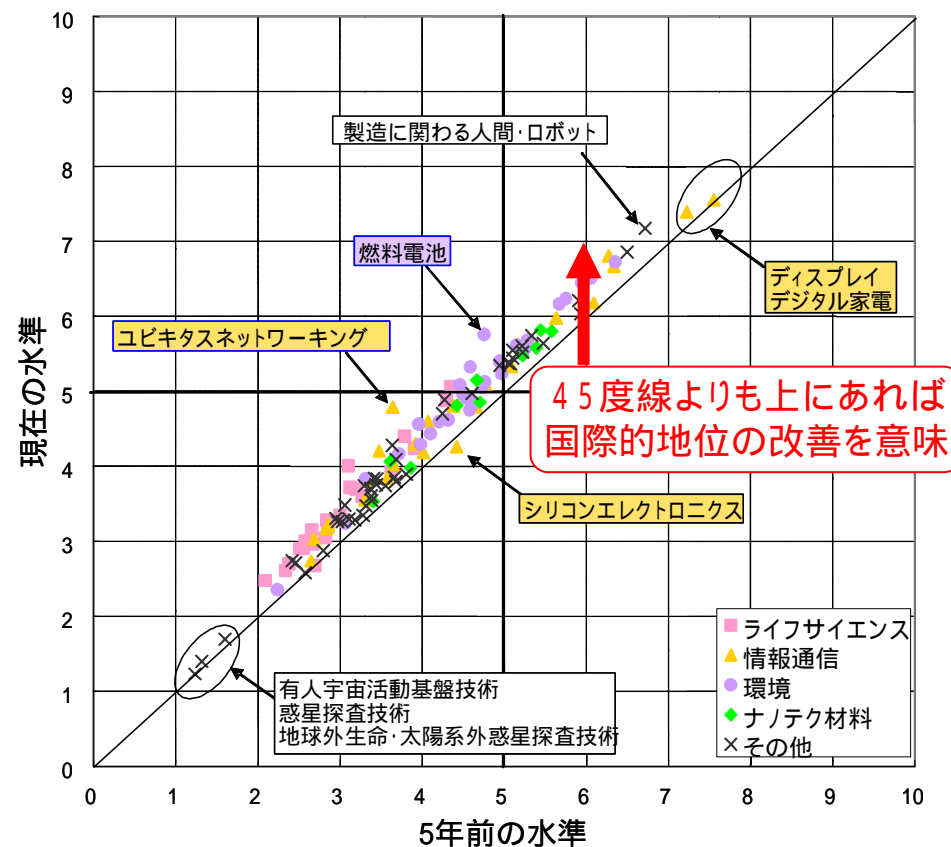 10
9
8
7
6
5
4
3
2
1
0
現在の水準
製造に関わる人間・ロボット
燃料電池
ユビキタスネットワーキング
ディスプレイ
デジタル家電
45度線よりも上にあれば
国際的地位の改善を意味
シリコンエレクトロニクス
有人宇宙活動基盤技術
惑星探査技術
地球外生命・太陽系外惑星探査技術
ライフサイエンス
情報通信
環境
ナノテク材料
その他
0 1 2 3 4 5 6 7 8 9 10
5年前の水準